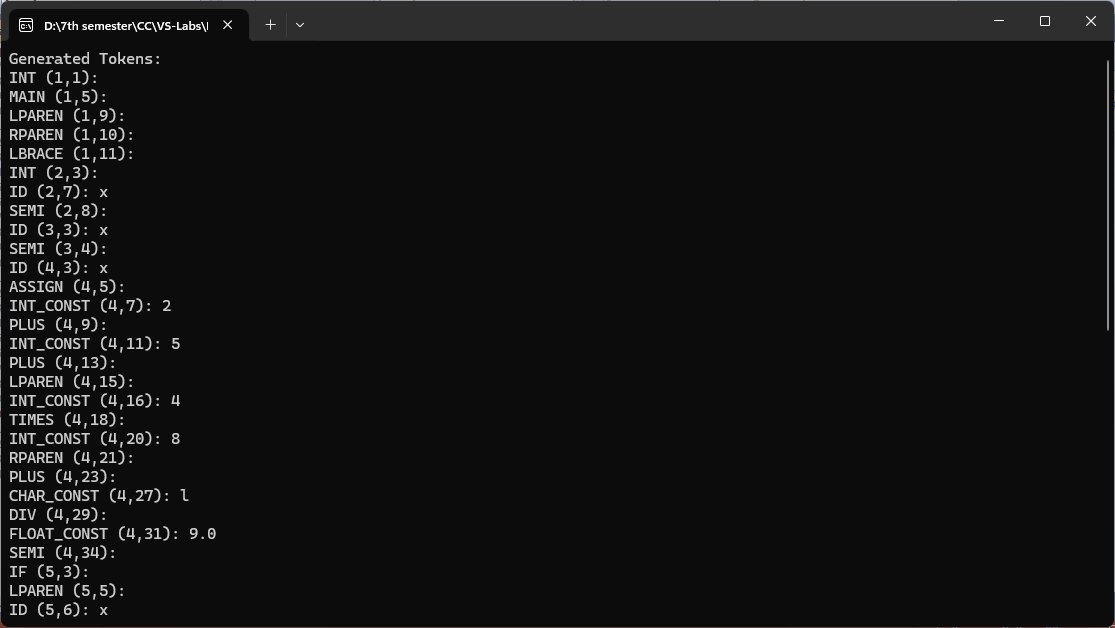 D:\7th semester\CC\VS-Labs\
Generated Tokens:
INT (1,1):
MAIN (1,5):
LPAREN (1,9):
RPAREN (1,10):
LBRACE (1,11):
INT (2,3):
ID (2,7): x
SEMI (2,8):
ID (3,3): x
SEMI (3,4):
ID (4,3): x
ASSIGN (4,5):
INT_CONST (4,7): 2
PLUS (4,9):
INT_CONST (4,11): 5
PLUS (4,13):
LPAREN (4,15):
INT_CONST (4,16): 4
TIMES (4,18):
INT_CONST (4,20): 8
RPAREN (4,21):
PLUS (4,23):
CHAR_CONST (4,27): l
DIV (4,29):
FLOAT_CONST (4,31): 9.0
SEMI (4,34):
IF (5,3):
LPAREN (5,5):
ID (5,6): x